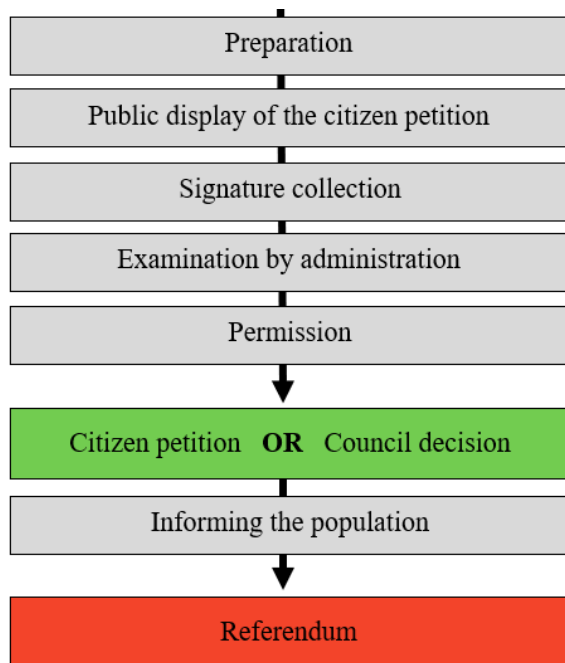 Preparation
Public display of the citizen petition
Signature collection
Examination by administration
Permission
Citizen petition OR Council decision
Informing the population
Referendum